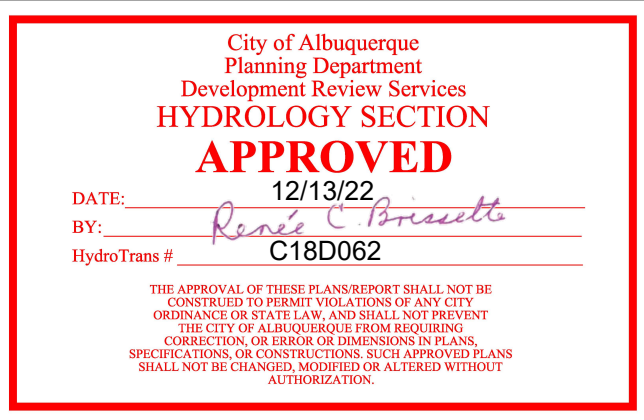 City of Albuquerque
Planning Department
Development Review Services
HYDROLOGY SECTION
APPROVED
DATE: 12/13/22
BY: Renée C. Brissette
HydroTrans # C18D062
THE APPROVAL OF THESE PLANS/REPORT SHALL NOT BE
CONSTRUED TO PERMIT VIOLATIONS OF ANY CITY
ORDINANCE OR STATE LAW, AND SHALL NOT PREVENT
THE CITY OF ALBUQUERQUE FROM REQUIRING
CORRECTION, OR ERROR OR DIMENSIONS IN PLANS,
SPECIFICATIONS, OR CONSTRUCTIONS. SUCH APPROVED PLANS
SHALL NOT BE CHANGED, MODIFIED OR ALTERED WITHOUT
AUTHORIZATION.